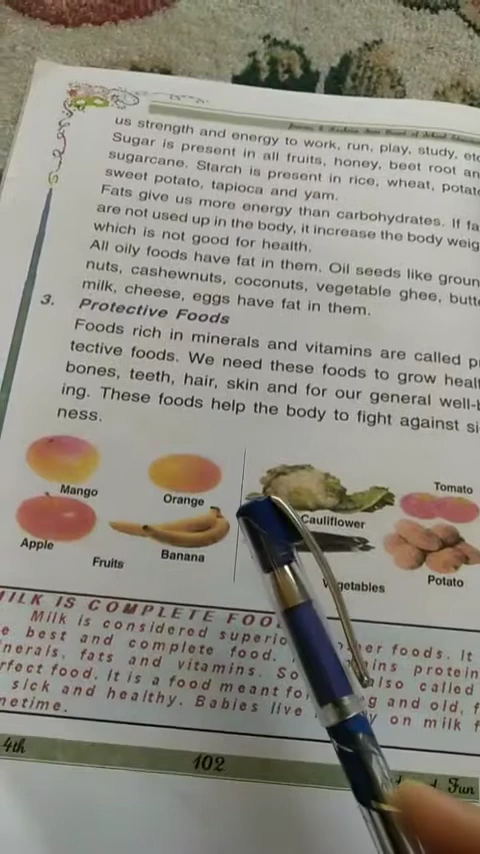 us strength and energy to work, run, play, study, etc
Sugar is present in all fruits, honey, beet root an
sugarcane. Starch is present in rice, wheat, potat
sweet potato, tapioca and yam.
Fats give us more energy than carbohydrates. If fa
are not used up in the body, it increase the body weig
which is not good for health.
All oily foods have fat in them. Oil seeds like groun
nuts, cashewnuts, coconuts, vegetable ghee, butt
milk, cheese, eggs have fat in them.
3. Protective Foods
Foods rich in minerals and vitamins are called p
tective foods. We need these foods to grow heal
bones, teeth, hair, skin and for our general well-b
ing. These foods help the body to fight against si
ness.
Mango Orange Cauliflower Tomato
Apple Banana Potato
Fruits Vegetables
MILK IS COMPLETE FOO
Milk is considered superio her foods. It
e best and complete food. ins protein
nerals, fats and vitamins. So also called
rfect food. It is a food meant fo g and old, f
sick and healthy. Babies live y on milk f
metime.
4th 102 Fun